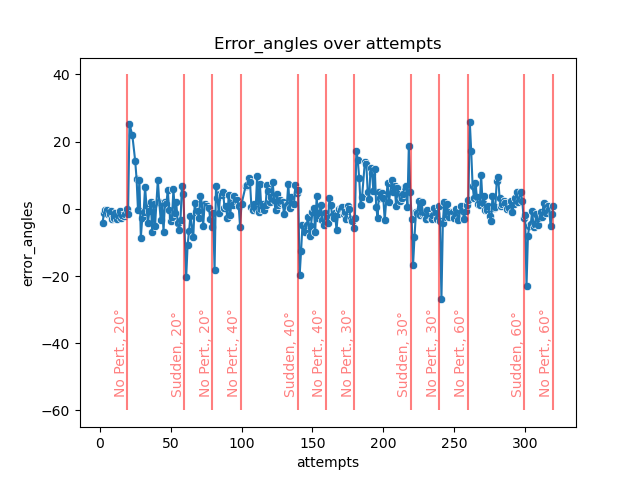 Error_angles over attempts
40
20
0
−20
−40
−60
error_angles
No Pert., 20°
Sudden, 20°
No Pert., 20°
No Pert., 40°
Sudden, 40°
No Pert., 40°
No Pert., 30°
Sudden, 30°
No Pert., 30°
No Pert., 60°
Sudden, 60°
No Pert., 60°
0 50 100 150 200 250 300
attempts